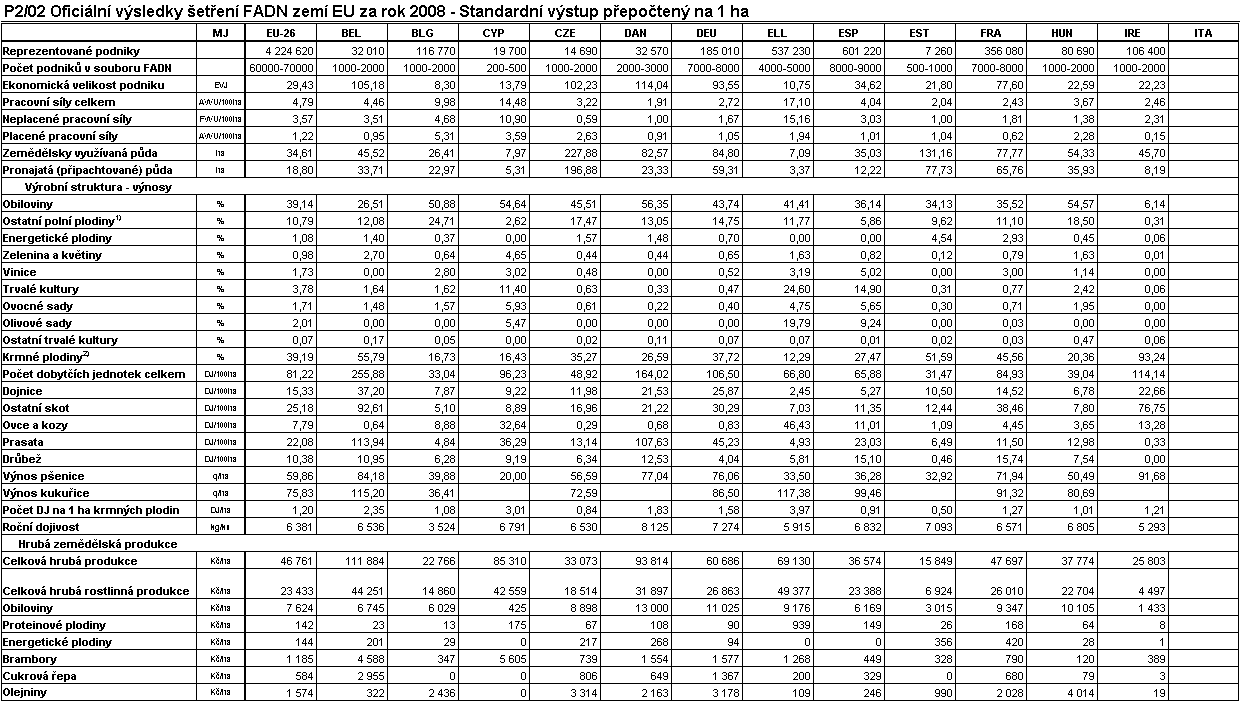 P2/02 Oficiální výsledky šetření FADN zemí EU za rok 2008 - Standardní výstup přepočtený na 1 ha
MJ EU-26 BEL BLG CYP CZE DAN DEU ELL ESP EST FRA HUN IRE ITA
Reprezentované podniky 4 224 620 32 010 116 770 19 700 14 690 32 570 185 010 537 230 601 220 7 260 356 080 80 690 106 400
Počet podniků v souboru FADN 60000-70000 1000-2000 1000-2000 200-500 1000-2000 2000-3000 7000-8000 4000-5000 8000-9000 500-1000 7000-8000 1000-2000 1000-2000
Ekonomická velikost podniku EVJ 29,43 105,18 8,30 13,79 102,23 114,04 93,55 10,75 34,62 21,80 77,60 22,59 22,23
Pracovní síly celkem AWU/100ha 4,79 4,46 9,98 14,48 3,22 1,91 2,72 17,10 4,04 2,04 2,43 3,67 2,46
Neplacené pracovní síly FWU/100ha 3,57 3,51 4,68 10,90 0,59 1,00 1,67 15,16 3,03 1,00 1,81 1,38 2,31
Placené pracovní síly AWU/100ha 1,22 0,95 5,31 3,59 2,63 0,91 1,05 1,94 1,01 1,04 0,62 2,28 0,15
Zemědělsky využívaná půda ha 34,61 45,52 26,41 7,97 227,88 82,57 84,80 7,09 35,03 131,16 77,77 54,33 45,70
Pronajatá (připachtované) půda ha 18,80 33,71 22,97 5,31 196,88 23,33 59,31 3,37 12,22 77,73 65,76 35,93 8,19
Výrobní struktura - výnosy
Obiloviny % 39,14 26,51 50,88 54,64 45,51 56,35 43,74 41,41 36,14 34,13 35,52 54,57 6,14
Ostatní polní plodiny1) % 10,79 12,08 24,71 2,62 17,47 13,05 14,75 11,77 5,86 9,62 11,10 18,50 0,31
Energetické plodiny % 1,08 1,40 0,37 0,00 1,57 1,48 0,70 0,00 0,00 4,54 2,93 0,45 0,06
Zelenina a květiny % 0,98 2,70 0,64 4,65 0,44 0,44 0,65 1,63 0,82 0,12 0,79 1,63 0,01
Vinice % 1,73 0,00 2,80 3,02 0,48 0,00 0,52 3,19 5,02 0,00 3,00 1,14 0,00
Trvalé kultury % 3,78 1,64 1,62 11,40 0,63 0,33 0,47 24,60 14,90 0,31 0,77 2,42 0,06
Ovocné sady % 1,71 1,48 1,57 5,93 0,61 0,22 0,40 4,75 5,65 0,30 0,71 1,95 0,00
Olivové sady % 2,01 0,00 0,00 5,47 0,00 0,00 0,00 19,79 9,24 0,00 0,03 0,00 0,00
Ostatní trvalé kultury % 0,07 0,17 0,05 0,00 0,02 0,11 0,07 0,07 0,01 0,02 0,03 0,47 0,06
Krmné plodiny2) % 39,19 55,79 16,73 16,43 35,27 26,59 37,72 12,29 27,47 51,59 45,56 20,36 93,24
Počet dobytčích jednotek celkem DJ/100ha 81,22 255,88 33,04 96,23 48,92 164,02 106,50 66,80 65,88 31,47 84,93 39,04 114,14
Dojnice DJ/100ha 15,33 37,20 7,87 9,22 11,98 21,53 25,87 2,45 5,27 10,50 14,52 6,78 22,66
Ostatní skot DJ/100ha 25,18 92,61 5,10 8,89 16,96 21,22 30,29 7,03 11,35 12,44 38,46 7,80 76,75
Ovce a kozy DJ/100ha 7,79 0,64 8,88 32,64 0,29 0,68 0,83 46,43 11,01 1,09 4,45 3,65 13,28
Prasata DJ/100ha 22,08 113,94 4,84 36,29 13,14 107,63 45,23 4,93 23,03 6,49 11,50 12,98 0,33
Drůbež DJ/100ha 10,38 10,95 6,28 9,19 6,34 12,53 4,04 5,81 15,10 0,46 15,74 7,54 0,00
Výnos pšenice q/ha 59,86 84,18 39,88 20,00 56,59 77,04 76,06 33,50 36,28 32,92 71,94 50,49 91,68
Výnos kukuřice q/ha 75,83 115,20 36,41 72,59 86,50 117,38 99,46 91,32 80,69
Počet DJ na 1 ha krmných plodin DJ/ha 1,20 2,35 1,08 3,01 0,84 1,83 1,58 3,97 0,91 0,50 1,27 1,01 1,21
Roční dojivost kg/ks 6 381 6 536 3 524 6 791 6 530 8 125 7 274 5 915 6 832 7 093 6 571 6 805 5 293
Hrubá zemědělská produkce
Celková hrubá produkce Kč/ha 46 761 111 884 22 766 85 310 33 073 93 814 60 686 69 130 36 574 15 849 47 697 37 774 25 803
Celková hrubá rostlinná produkce Kč/ha 23 433 44 251 14 860 42 559 18 514 31 897 26 863 49 377 23 388 6 924 26 010 22 704 4 497
Obiloviny Kč/ha 7 624 6 745 6 029 425 8 898 13 000 11 025 9 176 6 169 3 015 9 347 10 105 1 433
Proteinové plodiny Kč/ha 142 23 13 175 67 108 90 939 149 26 168 64 8
Energetické plodiny Kč/ha 144 201 29 0 217 268 94 0 0 356 420 28 1
Brambory Kč/ha 1 185 4 588 347 5 605 739 1 554 1 577 1 268 449 328 790 120 389
Cukrová řepa Kč/ha 584 2 955 0 0 806 649 1 367 200 329 0 680 79 3
Olejniny Kč/ha 1 574 322 2 436 0 3 314 2 163 3 178 109 246 990 2 028 4 014 19